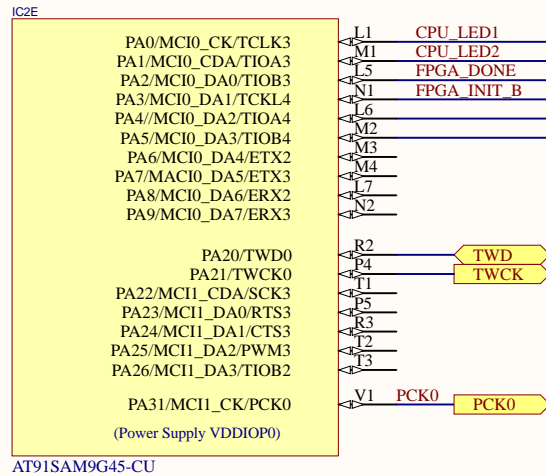 IC2E
PA0/MCI0_CK/TCLK3 L1 CPU_LED1
PA1/MCI0_CDA/TIOA3 M1 CPU_LED2
PA2/MCI0_DA0/TIOB3 L5 FPGA_DONE
PA3/MCI0_DA1/TCKL4 N1 FPGA_INIT_B
PA4//MCI0_DA2/TIOA4 L6
PA5/MCI0_DA3/TIOB4 M2
PA6/MCI0_DA4/ETX2 M3
PA7/MACI0_DA5/ETX3 M4
PA8/MCI0_DA6/ERX2 L7
PA9/MCI0_DA7/ERX3 N2
PA20/TWD0 R2 TWD
PA21/TWCK0 P4 TWCK
PA22/MCI1_CDA/SCK3 T1
PA23/MCI1_DA0/RTS3 P5
PA24/MCI1_DA1/CTS3 R3
PA25/MCI1_DA2/PWM3 T2
PA26/MCI1_DA3/TIOB2 T3
PA31/MCI1_CK/PCK0 V1 PCK0 PCK0
(Power Supply VDDIOP0)
AT91SAM9G45-CU